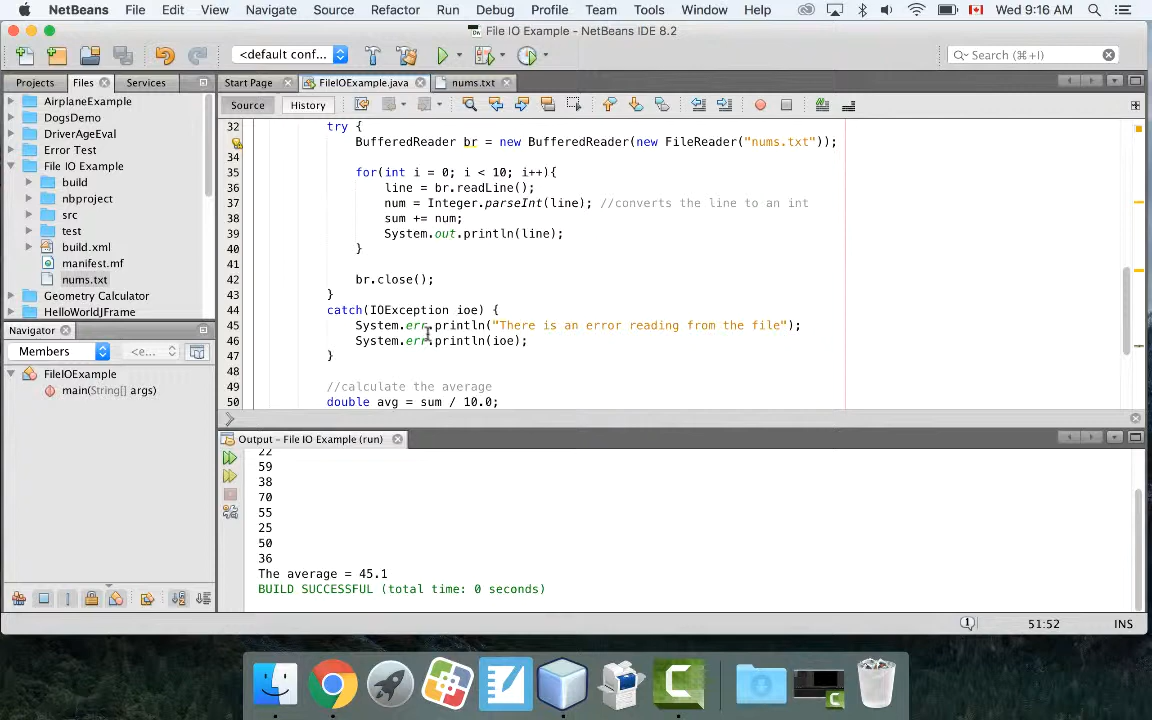 NetBeans File Edit View Navigate Source Refactor Run Debug Profile Team Tools Window Help Wed 9:16 AM
File IO Example - NetBeans IDE 8.2
<default conf... Search (⌘+I)
Projects Files Services Start Page FileIOExample.java nums.txt
Source History
AirplaneExample
DogsDemo
DriverAgeEval
Error Test
File IO Example
build
nbproject
src
test
build.xml
manifest.mf
nums.txt
Geometry Calculator
HelloWorldJFrame
Navigator
Members <e...
FileIOExample
main(String[] args)
32 try {
BufferedReader br = new BufferedReader(new FileReader("nums.txt"));
34
35 for(int i = 0; i < 10; i++){
36 line = br.readLine();
37 num = Integer.parseInt(line); //converts the line to an int
38 sum += num;
39 System.out.println(line);
40 }
41
42 br.close();
43 }
44 catch(IOException ioe) {
45 System.err.println("There is an error reading from the file");
46 System.err.println(ioe);
47 }
48
49 //calculate the average
50 double avg = sum / 10.0;
Output - File IO Example (run)
22
59
38
70
55
25
50
36
The average = 45.1
BUILD SUCCESSFUL (total time: 0 seconds)
1 51:52 INS